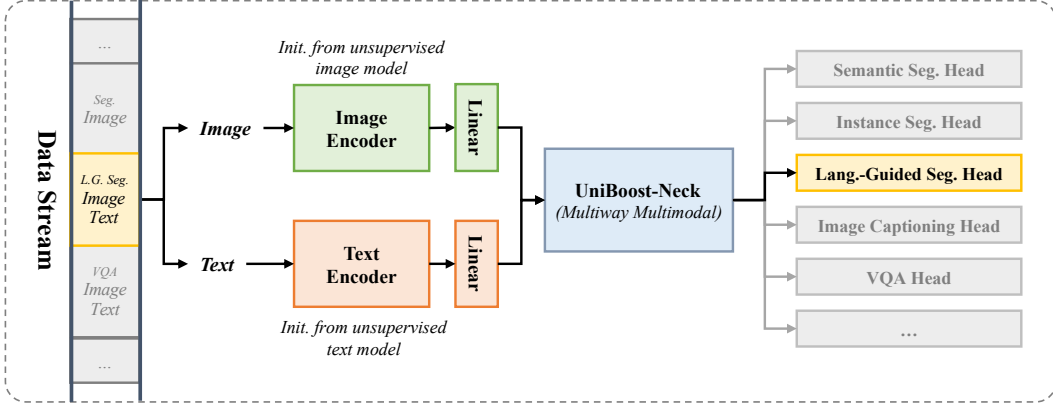 Data Stream
...
Seg.
Image
L.G. Seg.
Image
Text
VQA
Image
Text
...
Image
Text
Init. from unsupervised
image model
Image
Encoder
Linear
Text
Encoder
Linear
Init. from unsupervised
text model
UniBoost-Neck
(Multiway Multimodal)
Semantic Seg. Head
Instance Seg. Head
Lang.-Guided Seg. Head
Image Captioning Head
VQA Head
...